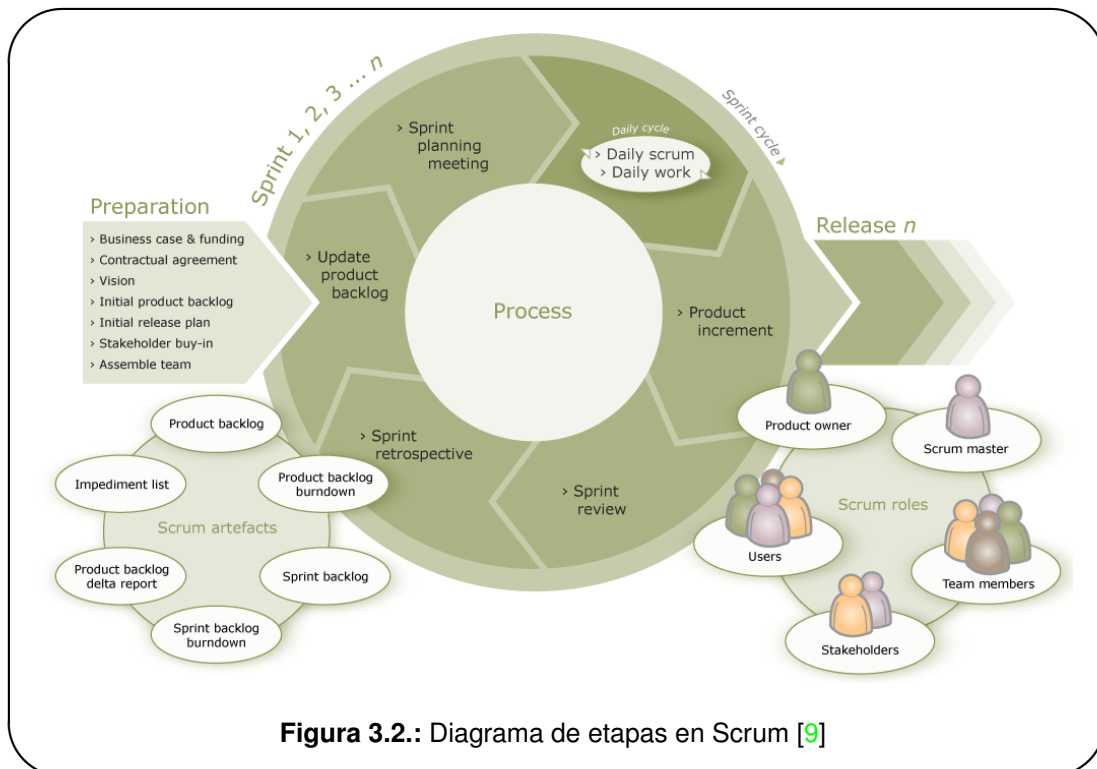 Sprint 1, 2, 3 ... n
Sprint cycle
Preparation
› Business case & funding
› Contractual agreement
› Vision
› Initial product backlog
› Initial release plan
› Stakeholder buy-in
› Assemble team
› Sprint
planning
meeting
Daily cycle
› Daily scrum
› Daily work
› Update
product
backlog
Process
› Product
increment
› Sprint
retrospective
› Sprint
review
Release n
Scrum artefacts
Product backlog
Product backlog
burndown
Sprint backlog
Sprint backlog
burndown
Product backlog
delta report
Impediment list
Scrum roles
Product owner
Scrum master
Team members
Stakeholders
Users
Figura 3.2.: Diagrama de etapas en Scrum [9]